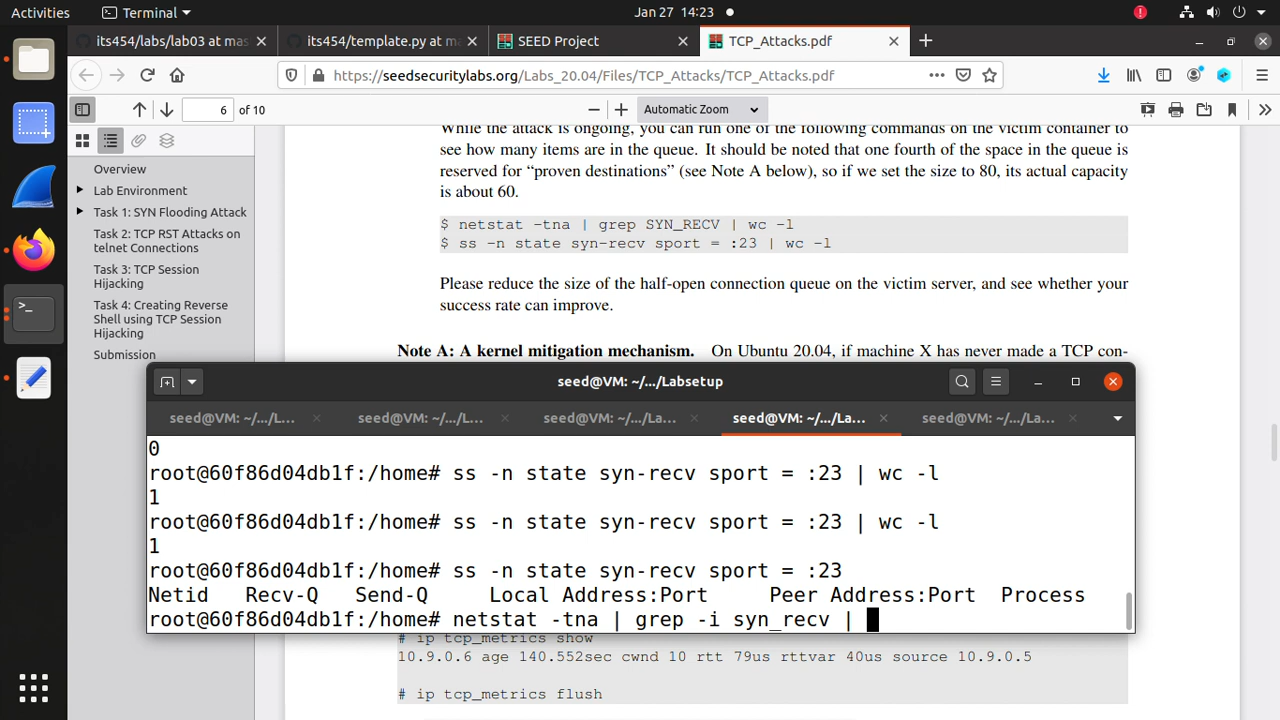 Activities
Terminal
Jan 27 14:23
its454/labs/lab03 at mas
its454/template.py at ma
SEED Project
TCP_Attacks.pdf
https://seedsecuritylabs.org/Labs_20.04/Files/TCP_Attacks/TCP_Attacks.pdf
6 of 10
Automatic Zoom
Overview
Lab Environment
Task 1: SYN Flooding Attack
Task 2: TCP RST Attacks on
telnet Connections
Task 3: TCP Session
Hijacking
Task 4: Creating Reverse
Shell using TCP Session
Hijacking
Submission
While the attack is ongoing, you can run one of the following commands on the victim container to
see how many items are in the queue. It should be noted that one fourth of the space in the queue is
reserved for “proven destinations” (see Note A below), so if we set the size to 80, its actual capacity
is about 60.
$ netstat -tna | grep SYN_RECV | wc -l
$ ss -n state syn-recv sport = :23 | wc -l
Please reduce the size of the half-open connection queue on the victim server, and see whether your
success rate can improve.
Note A: A kernel mitigation mechanism. On Ubuntu 20.04, if machine X has never made a TCP con-
seed@VM: ~/.../Labsetup
seed@VM: ~/.../L...
seed@VM: ~/.../L...
seed@VM: ~/.../La...
seed@VM: ~/.../La...
seed@VM: ~/.../La...
0
root@60f86d04db1f:/home# ss -n state syn-recv sport = :23 | wc -l
1
root@60f86d04db1f:/home# ss -n state syn-recv sport = :23 | wc -l
1
root@60f86d04db1f:/home# ss -n state syn-recv sport = :23
Netid Recv-Q Send-Q Local Address:Port Peer Address:Port Process
root@60f86d04db1f:/home# netstat -tna | grep -i syn_recv |
# ip tcp_metrics show
10.9.0.6 age 140.552sec cwnd 10 rtt 79us rttvar 40us source 10.9.0.5
# ip tcp_metrics flush